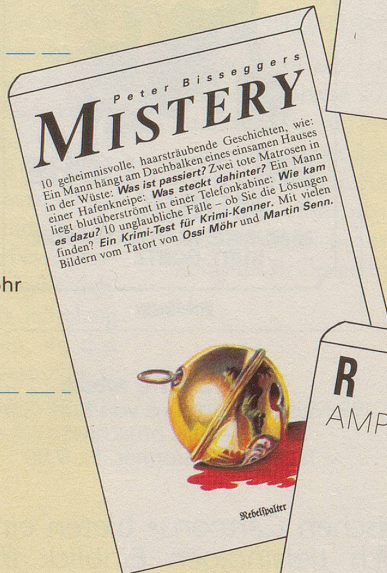 Peter Bisseggers
MISTERY
10 geheimnisvolle, haarsträubende Geschichten, wie:
Ein Mann hängt am Dachbalken eines einsamen Hauses
in der Wüste: Was ist passiert? Zwei tote Matrosen in
einer Hafenkneipe: Was steckt dahinter? Ein Mann
liegt blutüberströmt in einer Telefonkabine: Wie kam
es dazu? 10 unglaubliche Fälle – ob Sie die Lösungen
finden? Ein Krimi-Test für Krimi-Kenner. Mit vielen
Bildern vom Tatort von Ossi Möhr und Martin Senn.
hr
Nebelspalter
R
AMP